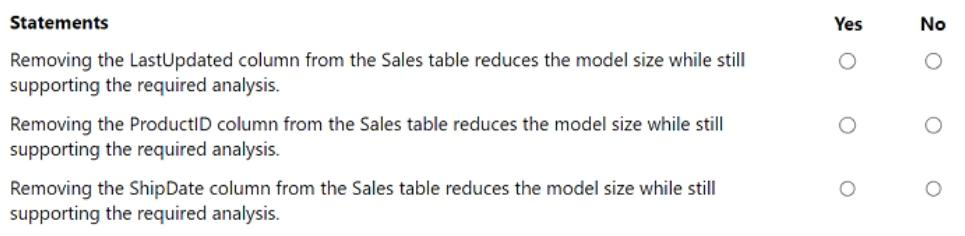 Statements Yes No
Removing the LastUpdated column from the Sales table reduces the model size while still
supporting the required analysis.
Removing the ProductID column from the Sales table reduces the model size while still
supporting the required analysis.
Removing the ShipDate column from the Sales table reduces the model size while still
supporting the required analysis.